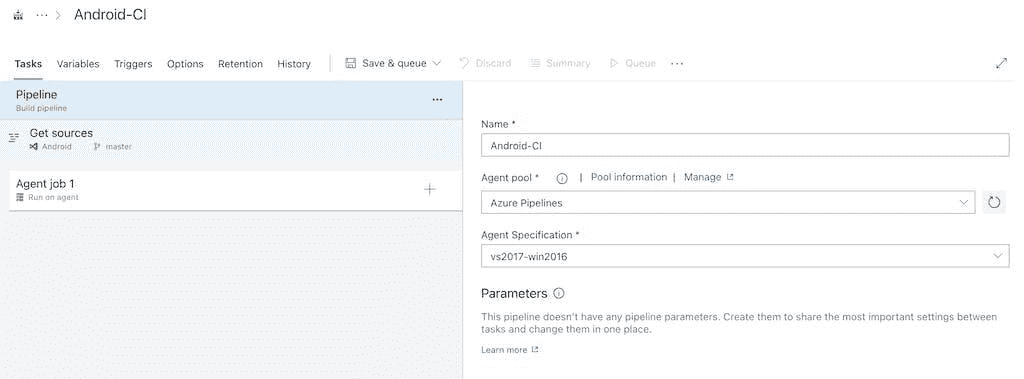 ... > Android-CI
Tasks Variables Triggers Options Retention History Save & queue Discard Summary Queue ...
Pipeline ...
Build pipeline
Get sources
Android master
Agent job 1 +
Run on agent
Name *
Android-CI
Agent pool * | Pool information | Manage
Azure Pipelines
Agent Specification *
vs2017-win2016
Parameters
This pipeline doesn't have any pipeline parameters. Create them to share the most important settings between
tasks and change them in one place.
Learn more